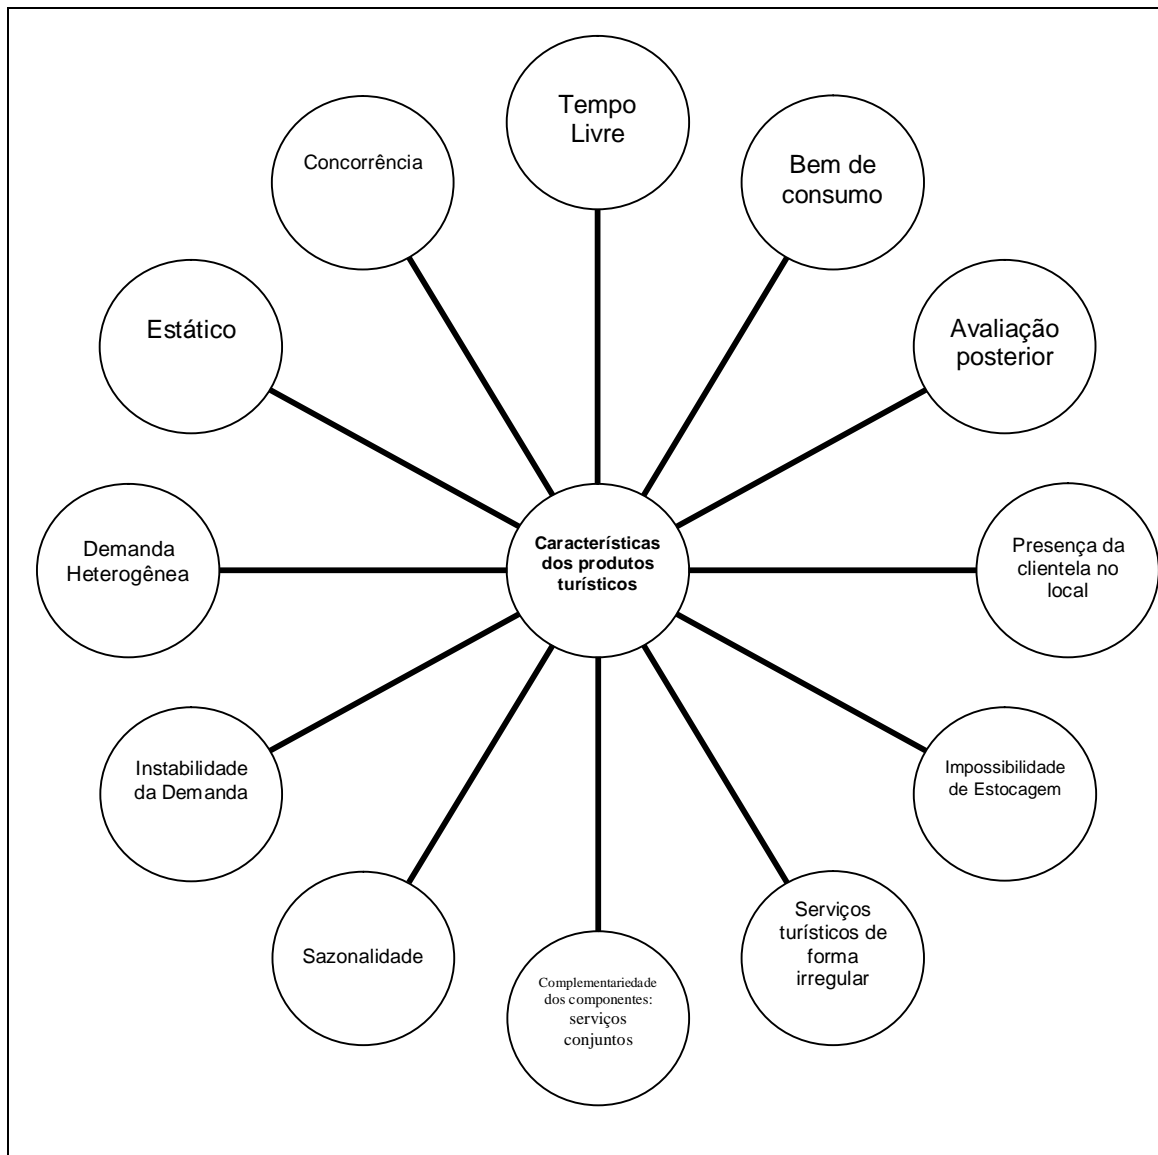 Tempo
Livre
Bem de
consumo
Avaliação
posterior
Presença da
clientela no
local
Impossibilidade
de Estocagem
Serviços
turísticos de
forma
irregular
Complementariedade
dos componentes:
serviços
conjuntos
Sazonalidade
Instabilidade
da Demanda
Demanda
Heterogênea
Estático
Concorrência
Características
dos produtos
turísticos